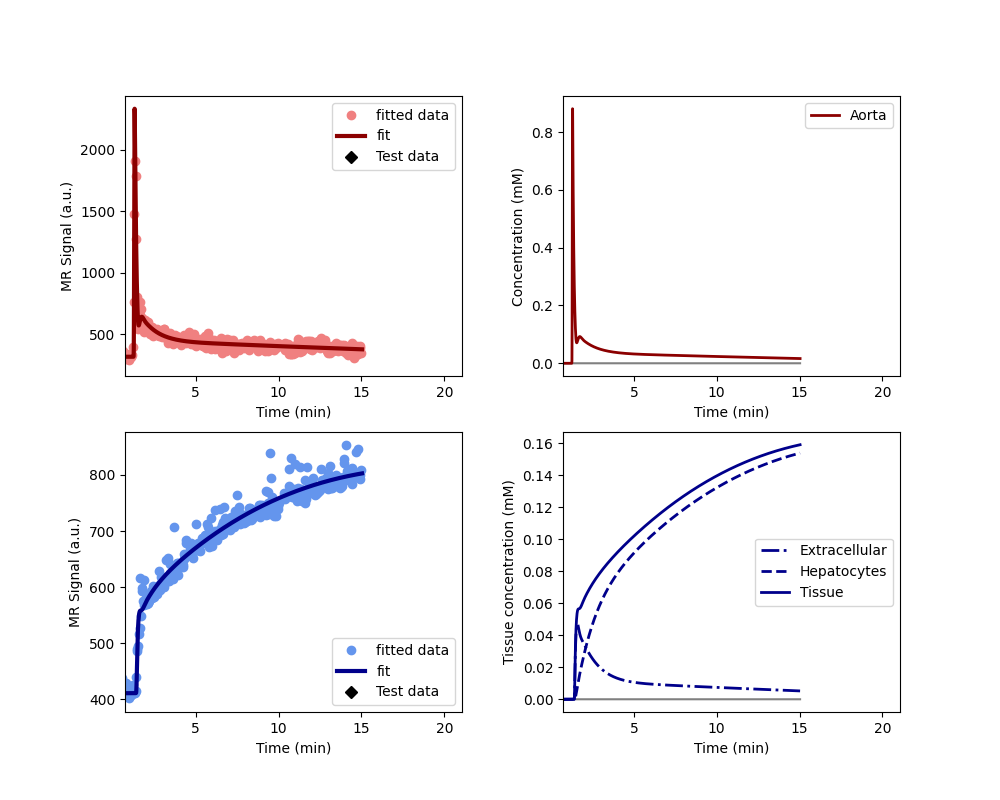 MR Signal (a.u.)
2000
1500
1000
500
fitted data
fit
Test data
5
10
15
20
Time (min)
Concentration (mM)
0.8
0.6
0.4
0.2
0.0
Aorta
5
10
15
20
Time (min)
MR Signal (a.u.)
800
700
600
500
400
fitted data
fit
Test data
5
10
15
20
Time (min)
Tissue concentration (mM)
0.16
0.14
0.12
0.10
0.08
0.06
0.04
0.02
0.00
Extracellular
Hepatocytes
Tissue
5
10
15
20
Time (min)